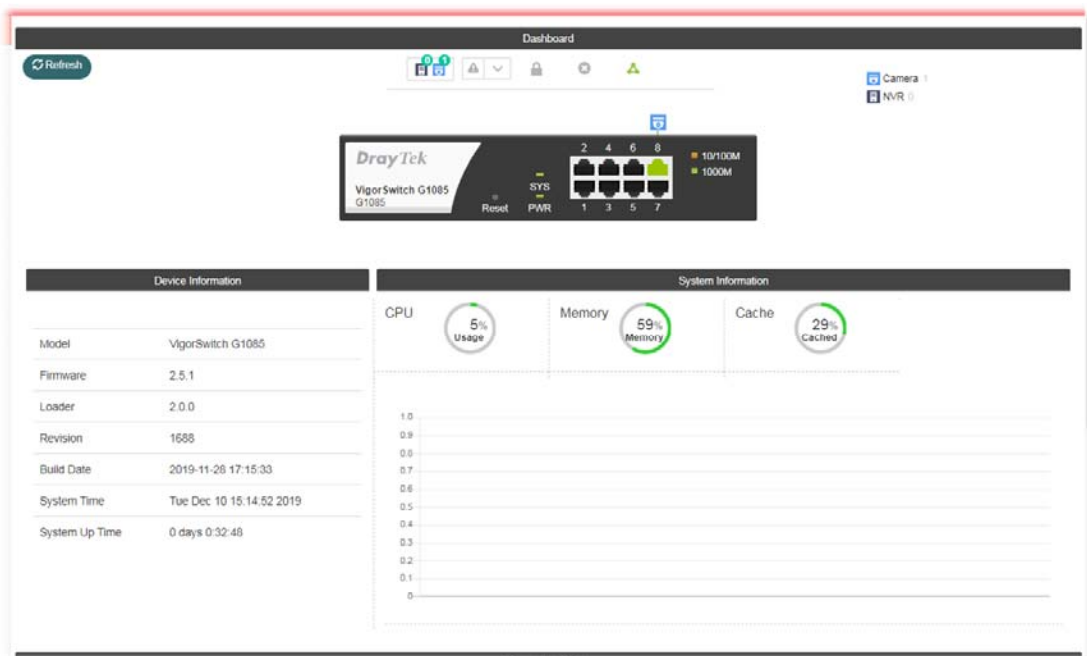 Dashboard
Refresh
0 1
Camera 1
NVR 0
DrayTek
VigorSwitch G1085
G1085
Reset
SYS
PWR
2 4 6 8
1 3 5 7
10/100M
1000M
Device Information
Model VigorSwitch G1085
Firmware 2.5.1
Loader 2.0.0
Revision 1688
Build Date 2019-11-28 17:15:33
System Time Tue Dec 10 15:14:52 2019
System Up Time 0 days 0:32:48
System Information
CPU
5%
Usage
Memory
59%
Memory
Cache
29%
Cached
1.0
0.9
0.8
0.7
0.6
0.5
0.4
0.3
0.2
0.1
0